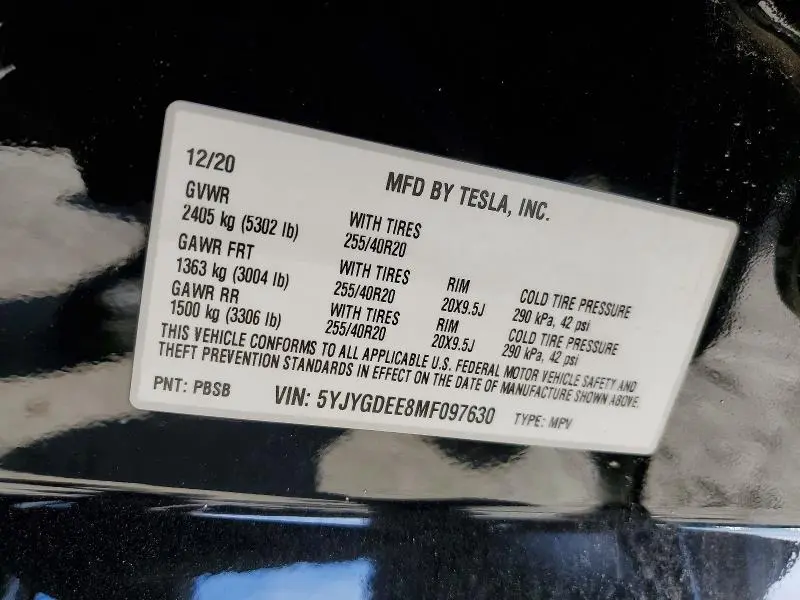 12/20
MFD BY TESLA, INC.
GVWR
2405 kg (5302 lb) WITH TIRES 255/40R20
GAWR FRT
1363 kg (3004 lb) WITH TIRES 255/40R20 RIM 20X9.5J COLD TIRE PRESSURE 290 kPa, 42 psi
GAWR RR
1500 kg (3306 lb) WITH TIRES 255/40R20 RIM 20X9.5J COLD TIRE PRESSURE 290 kPa, 42 psi
THIS VEHICLE CONFORMS TO ALL APPLICABLE U.S. FEDERAL MOTOR VEHICLE SAFETY AND
THEFT PREVENTION STANDARDS IN EFFECT ON THE DATE OF MANUFACTURE SHOWN ABOVE.
PNT: PBSB VIN: 5YJYGDEE8MF097630 TYPE: MPV